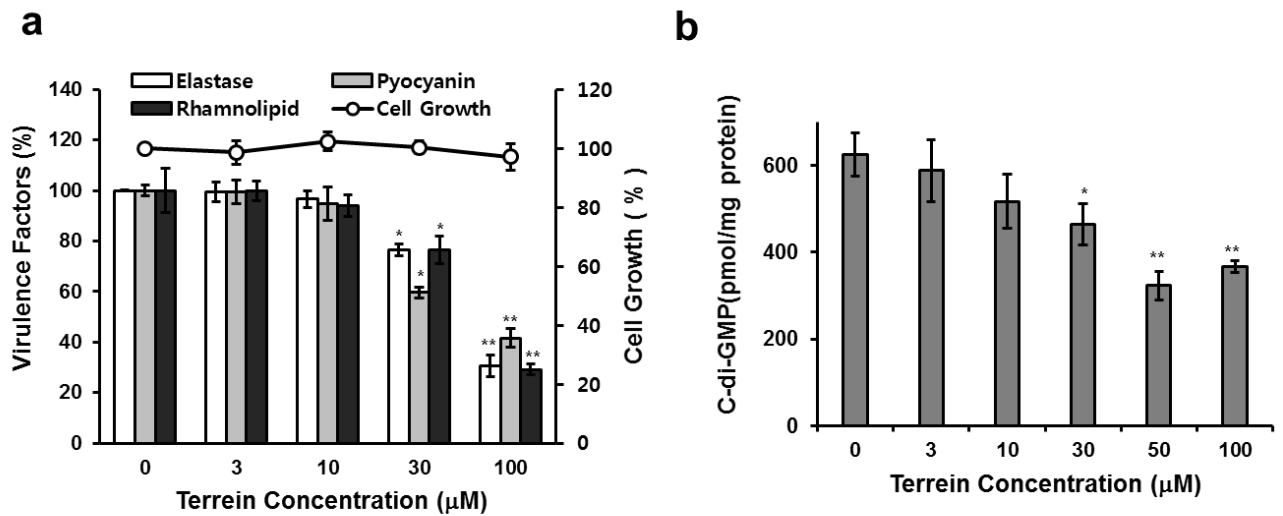 a
Elastase
Pyocyanin
Rhamnolipid
Cell Growth
140
120
100
80
60
40
20
0
Virulence Factors (%)
120
100
80
60
40
20
0
Cell Growth ( % )
*
*
*
**
**
**
0 3 10 30 100
Terrein Concentration (μM)
b
600
400
200
0
C-di-GMP(pmol/mg protein)
*
**
**
0 3 10 30 50 100
Terrein Concentration (μM)